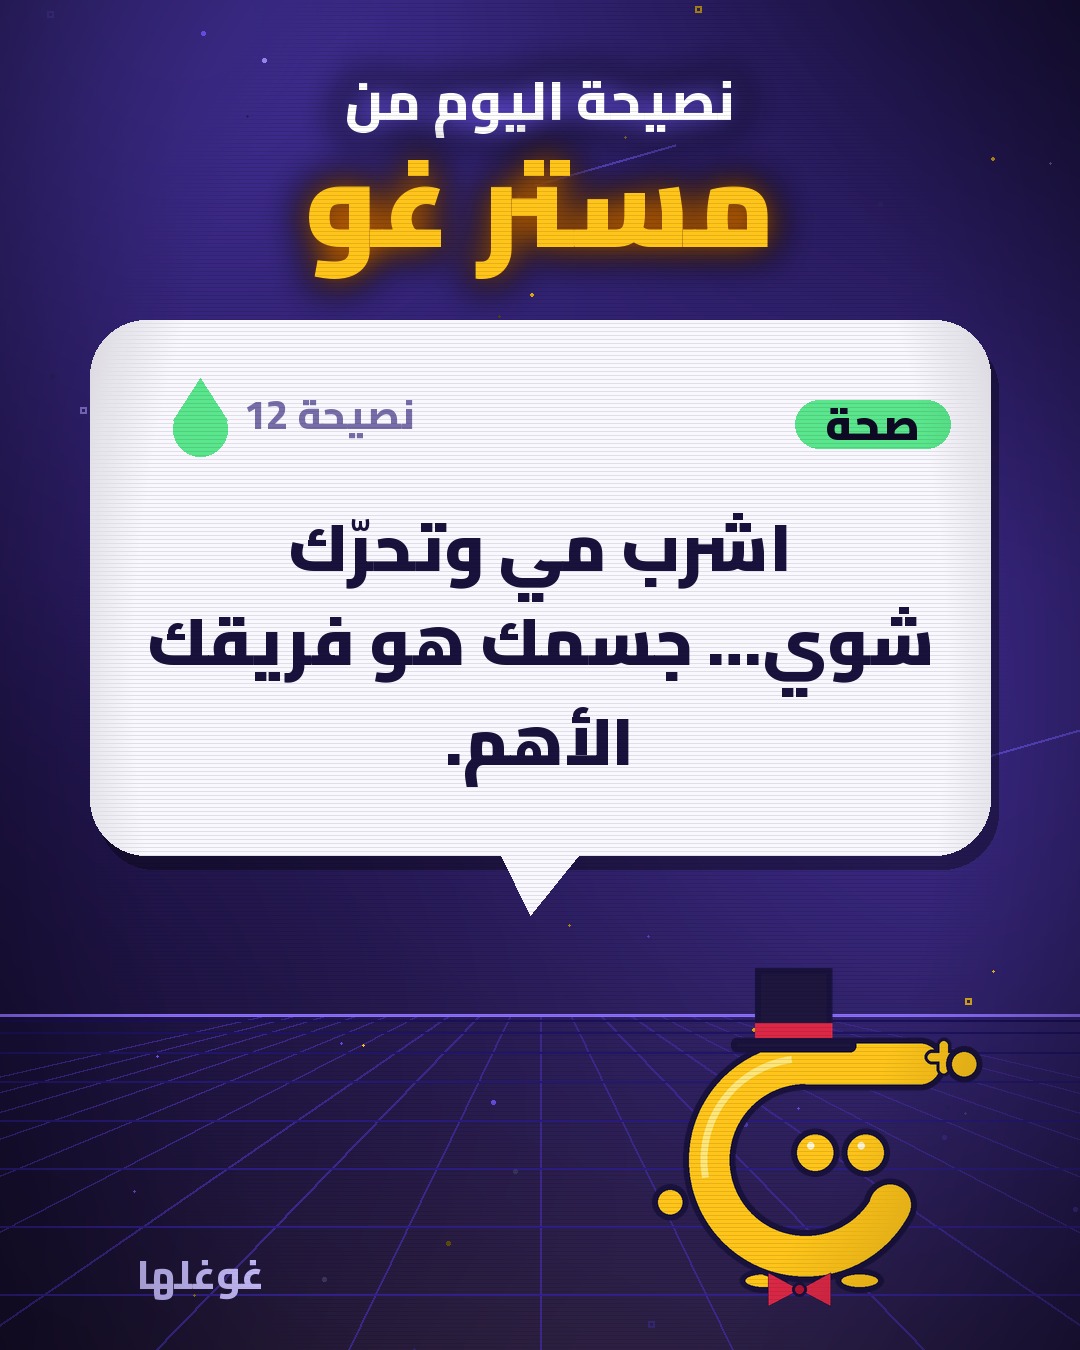 نصيحة اليوم من
مستر غو
صحة
نصيحة 12
اشرب مي وتحرّك
شوي... جسمك هو فريقك
الأهم.
غوغلها